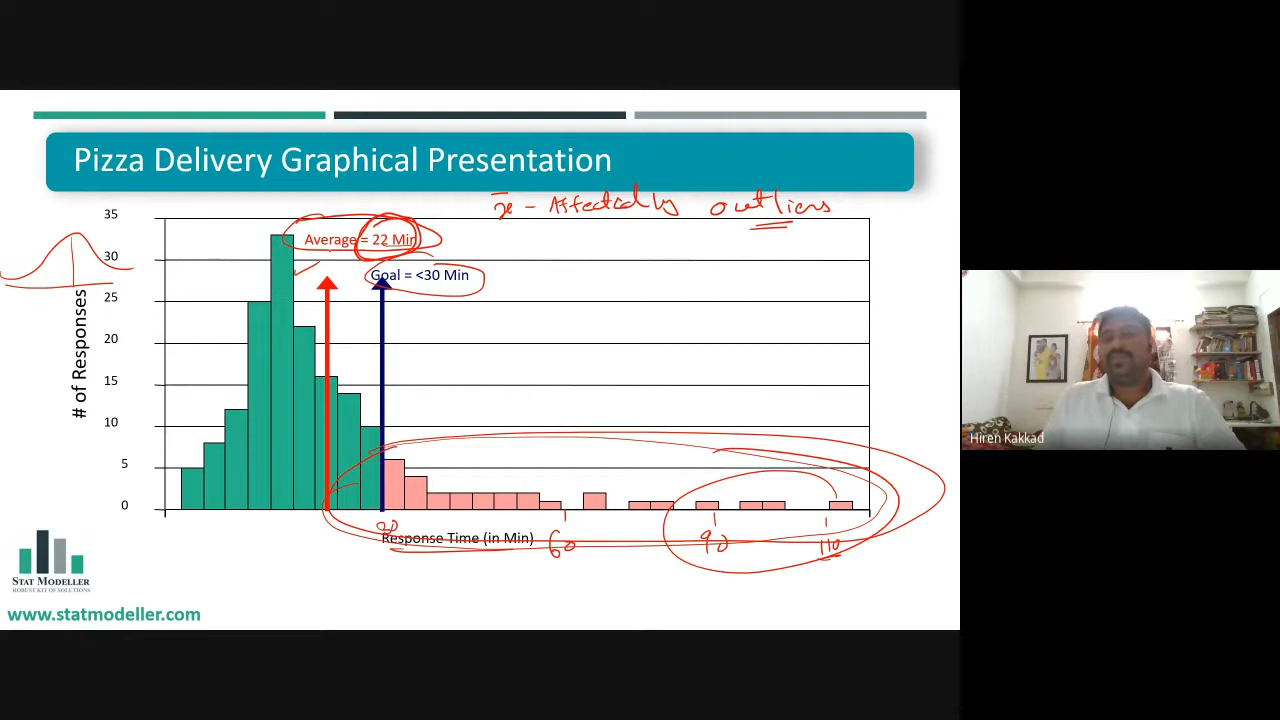 Pizza Delivery Graphical Presentation
x̄ - Affected by outliers
35
30
25
20
15
10
5
0
# of Responses
Average = 22 Min
Goal = <30 Min
30
60
90
110
Response Time (in Min)
Hiren Kakkad
STAT MODELLER
ROBUST KIT OF SOLUTIONS
www.statmodeller.com